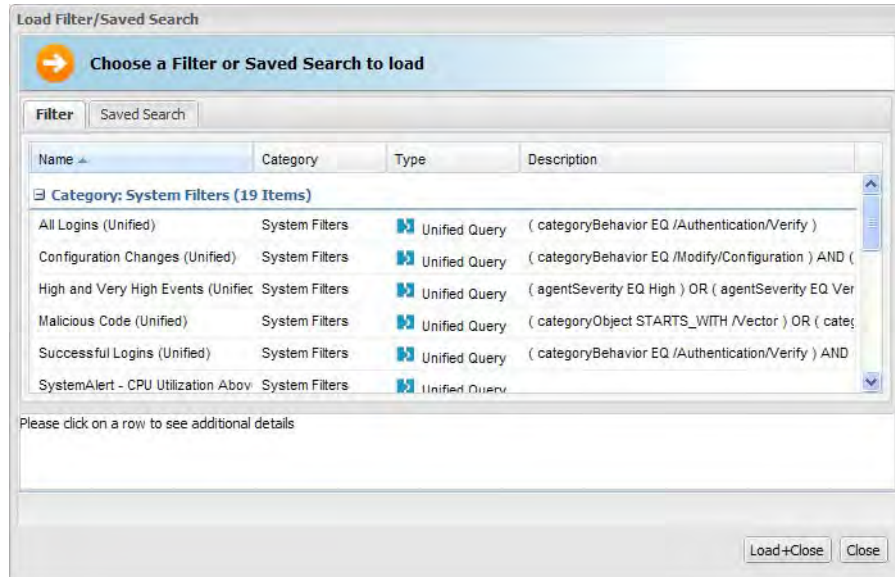 Load Filter/Saved Search
Choose a Filter or Saved Search to load
Filter Saved Search
Name Category Type Description
Category: System Filters (19 Items)
All Logins (Unified) System Filters Unified Query ( categoryBehavior EQ /Authentication/Verify )
Configuration Changes (Unified) System Filters Unified Query ( categoryBehavior EQ /Modify/Configuration ) AND (
High and Very High Events (Unified System Filters Unified Query ( agentSeverity EQ High ) OR ( agentSeverity EQ Ver
Malicious Code (Unified) System Filters Unified Query ( categoryObject STARTS_WITH /Vector ) OR ( categ
Successful Logins (Unified) System Filters Unified Query ( categoryBehavior EQ /Authentication/Verify ) AND
SystemAlert - CPU Utilization Abov System Filters Unified Query
Please click on a row to see additional details
Load+Close Close